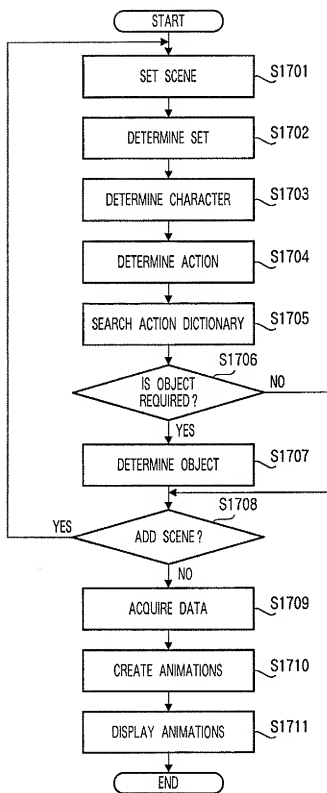 START
SET SCENE
S1701
DETERMINE SET
S1702
DETERMINE CHARACTER
S1703
DETERMINE ACTION
S1704
SEARCH ACTION DICTIONARY
S1705
S1706
IS OBJECT
REQUIRED?
NO
YES
DETERMINE OBJECT
S1707
S1708
YES
ADD SCENE?
NO
ACQUIRE DATA
S1709
CREATE ANIMATIONS
S1710
DISPLAY ANIMATIONS
S1711
END